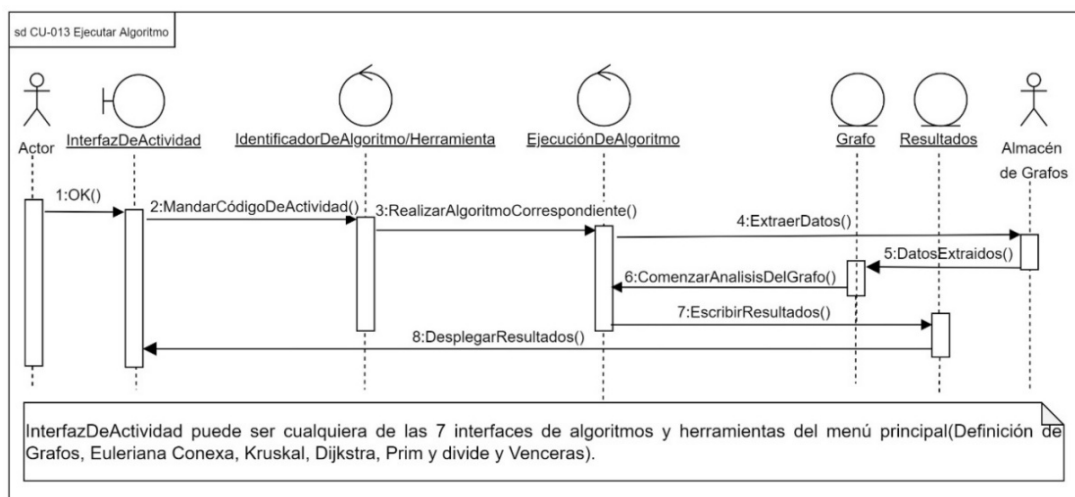 sd CU-013 Ejecutar Algoritmo
Actor
InterfazDeActividad
IdentificadorDeAlgoritmo/Herramienta
EjecuciónDeAlgoritmo
Grafo
Resultados
Almacén
de Grafos
1:OK()
2:MandarCódigoDeActividad()
3:RealizarAlgoritmoCorrespondiente()
4:ExtraerDatos()
5:DatosExtraidos()
6:ComenzarAnalisisDelGrafo()
7:EscribirResultados()
8:DesplegarResultados()
InterfazDeActividad puede ser cualquiera de las 7 interfaces de algoritmos y herramientas del menú principal(Definición de
Grafos, Euleriana Conexa, Kruskal, Dijkstra, Prim y divide y Venceras).